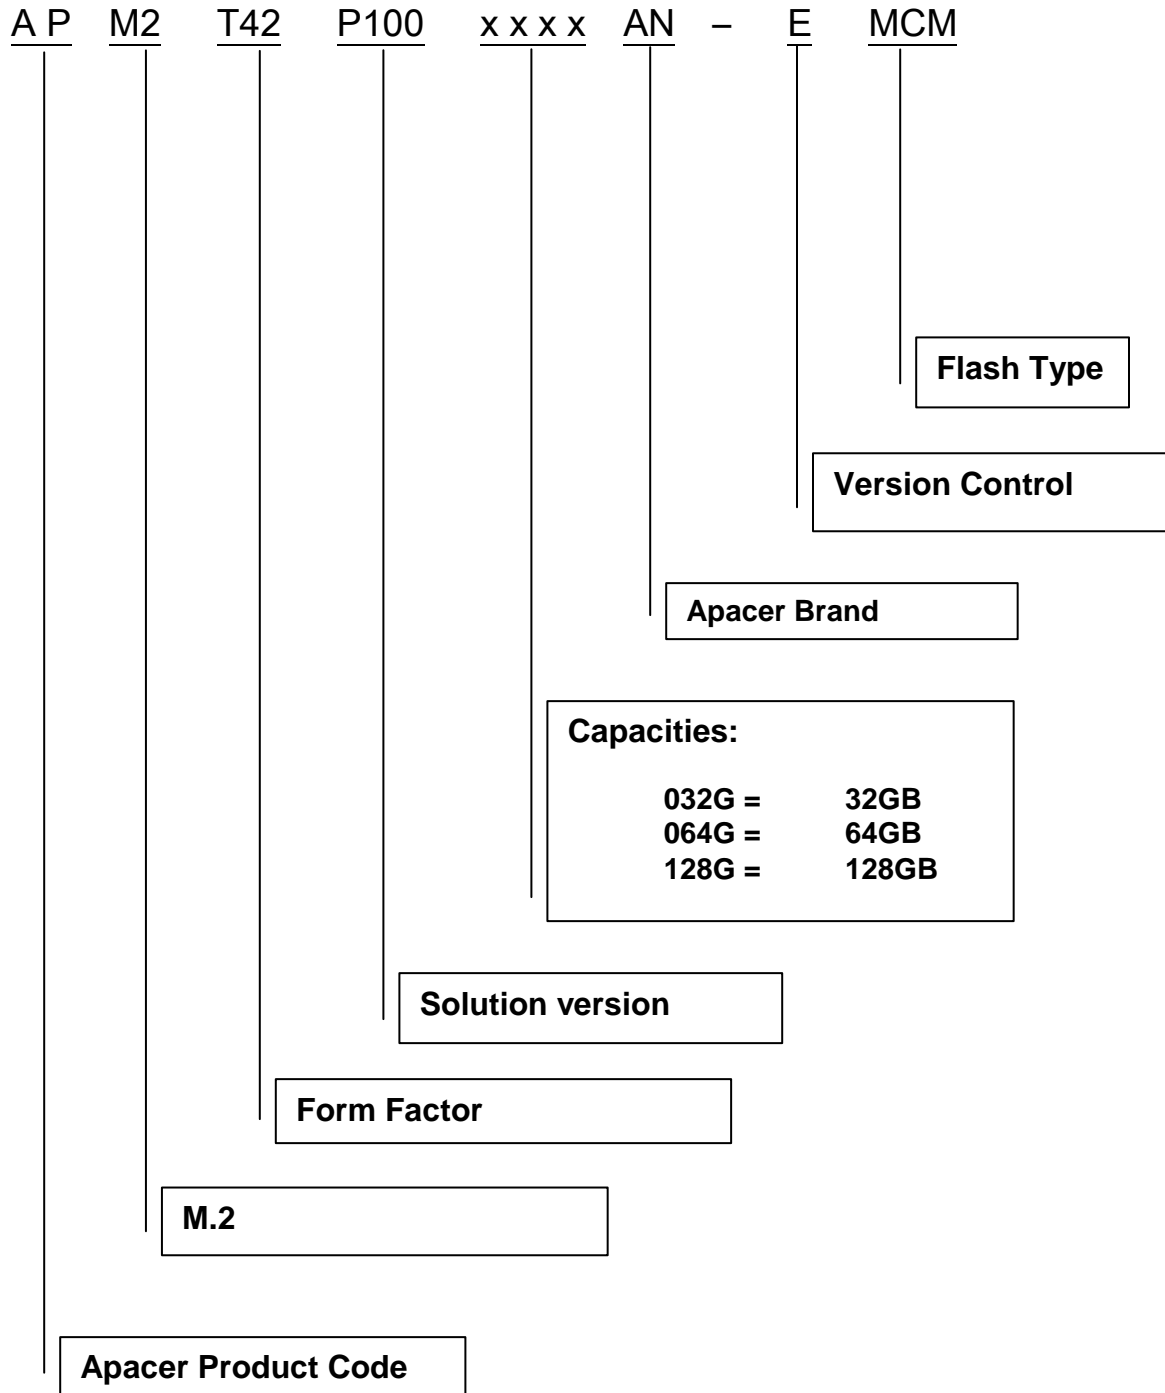 A P M2 T42 P100 x x x x AN – E MCM
Flash Type
Version Control
Apacer Brand
Capacities:
032G = 32GB
064G = 64GB
128G = 128GB
Solution version
Form Factor
M.2
Apacer Product Code